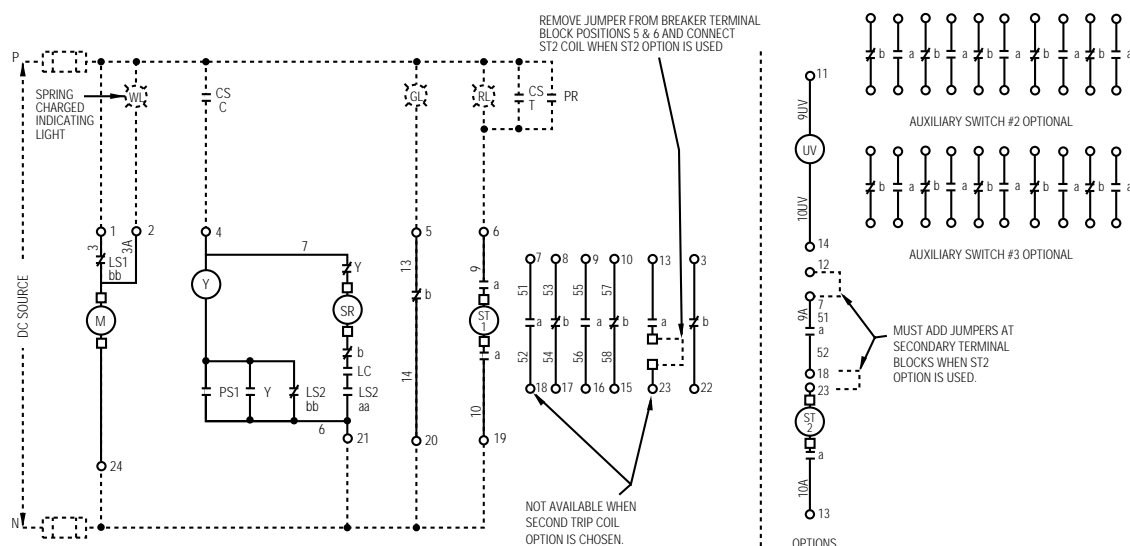 REMOVE JUMPER FROM BREAKER TERMINAL
BLOCK POSITIONS 5 & 6 AND CONNECT
ST2 COIL WHEN ST2 OPTION IS USED
P
SPRING
CHARGED
INDICATING
LIGHT
WL
CS
C
GL
RL
CS
T
PR
DC SOURCE
1
2
3
3A
LS1
bb
M
24
N
4
7
Y
Y
SR
b
LC
LS2
aa
PS1
Y
LS2
bb
6
21
5
13
b
14
20
6
9
a
ST
1
a
10
19
7
8
9
10
13
3
51
53
55
57
a
b
a
b
a
b
52
54
56
58
18
17
16
15
23
22
NOT AVAILABLE WHEN
SECOND TRIP COIL
OPTION IS CHOSEN.
11
9UV
UV
10UV
14
12
7
9A
51
a
52
18
23
ST
2
a
10A
13
OPTIONS
MUST ADD JUMPERS AT
SECONDARY TERMINAL
BLOCKS WHEN ST2
OPTION IS USED.
b a b a b a b a b a
AUXILIARY SWITCH #2 OPTIONAL
b a b a b a b a b a
AUXILIARY SWITCH #3 OPTIONAL